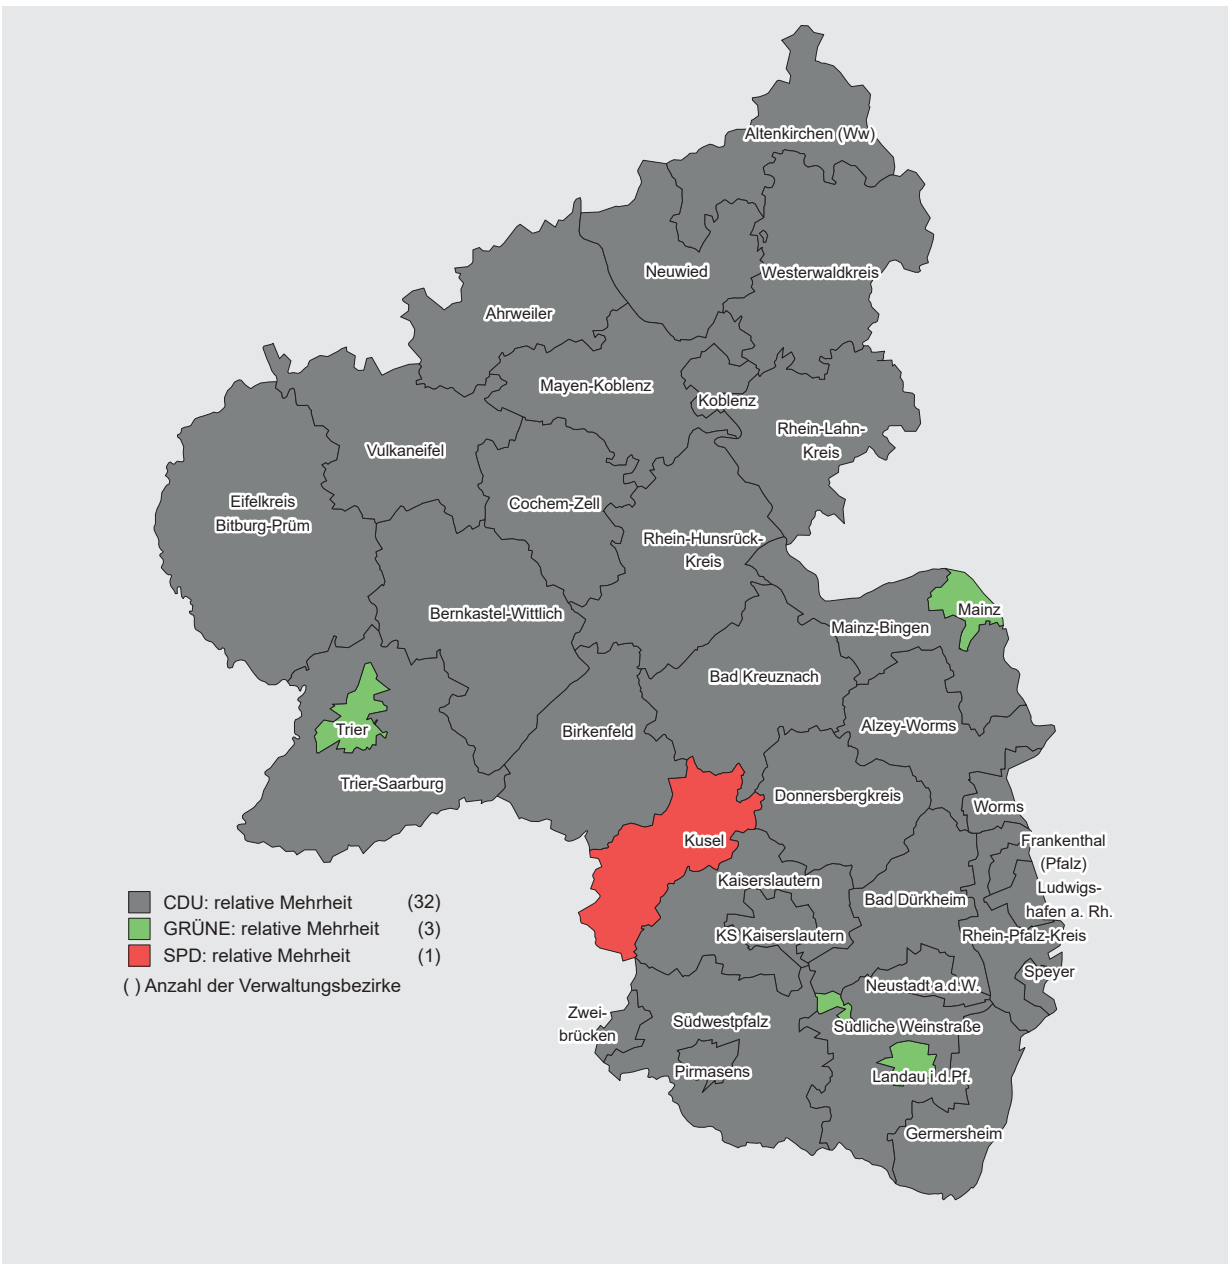 Altenkirchen (Ww)
Neuwied
Westerwaldkreis
Ahrweiler
Mayen-Koblenz
Koblenz
Rhein-Lahn-
Kreis
Vulkaneifel
Eifelkreis
Bitburg-Prüm
Cochem-Zell
Rhein-Hunsrück-
Kreis
Bernkastel-Wittlich
Mainz
Mainz-Bingen
Bad Kreuznach
Trier
Birkenfeld
Alzey-Worms
Trier-Saarburg
Donnersbergkreis
Worms
Kusel
Frankenthal
(Pfalz)
Kaiserslautern
Bad Dürkheim
Ludwigs-
hafen a. Rh.
KS Kaiserslautern
Rhein-Pfalz-Kreis
Speyer
Neustadt a.d.W.
Zwei-
brücken
Südwestpfalz
Südliche Weinstraße
Pirmasens
Landau i.d.Pf.
Germersheim
CDU: relative Mehrheit (32)
GRÜNE: relative Mehrheit (3)
SPD: relative Mehrheit (1)
( ) Anzahl der Verwaltungsbezirke